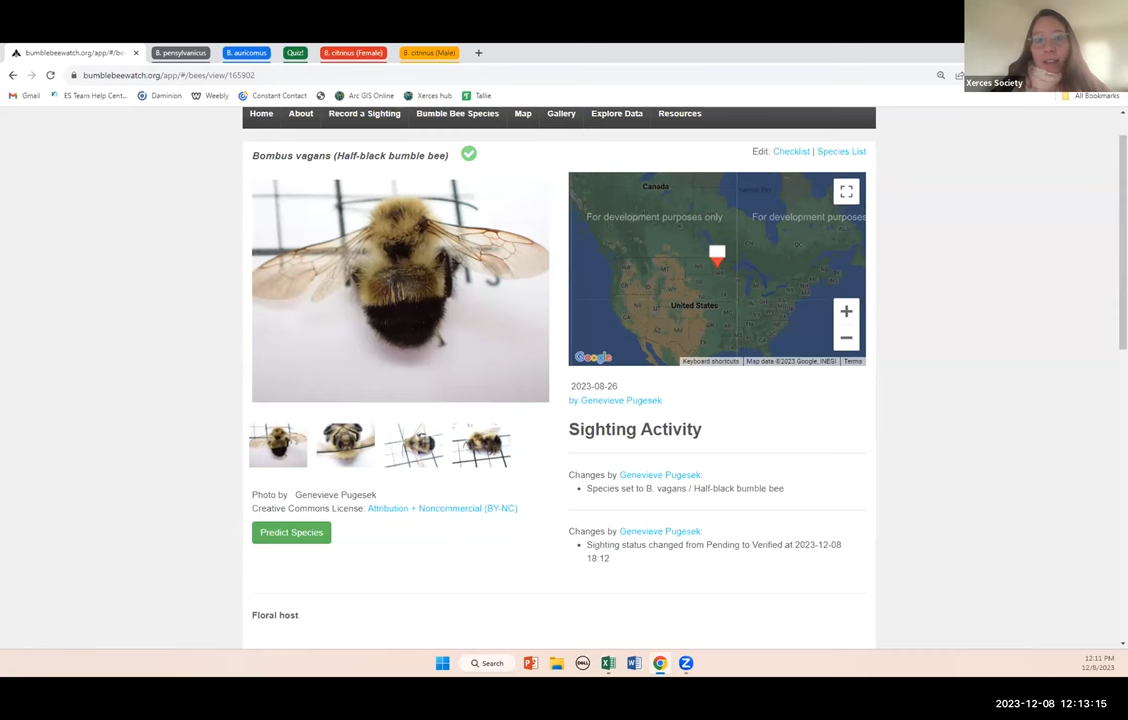 bumblebeewatch.org/app/#/be
B. pensylvanicus
B. auricomus
Quiz!
B. citrinus (Female)
B. citrinus (Male)
bumblebeewatch.org/app/#/bees/view/165902
Xerces Society
Gmail
ES Team Help Cent...
Daminion
Weebly
Constant Contact
Arc GIS Online
Xerces hub
Tallie
All Bookmarks
Home
About
Record a Sighting
Bumble Bee Species
Map
Gallery
Explore Data
Resources
Bombus vagans (Half-black bumble bee)
Edit: Checklist | Species List
Canada
For development purposes only
For development purposes
United States
Google
Keyboard shortcuts
Map data ©2023 Google, INEGI
Terms
2023-08-26
by Genevieve Pugesek
Sighting Activity
Changes by Genevieve Pugesek:
Species set to B. vagans / Half-black bumble bee
Changes by Genevieve Pugesek:
Sighting status changed from Pending to Verified at 2023-12-08
18:12
Photo by Genevieve Pugesek
Creative Commons License: Attribution + Noncommercial (BY-NC)
Predict Species
Floral host
Search
12:11 PM
12/8/2023
2023-12-08 12:13:15